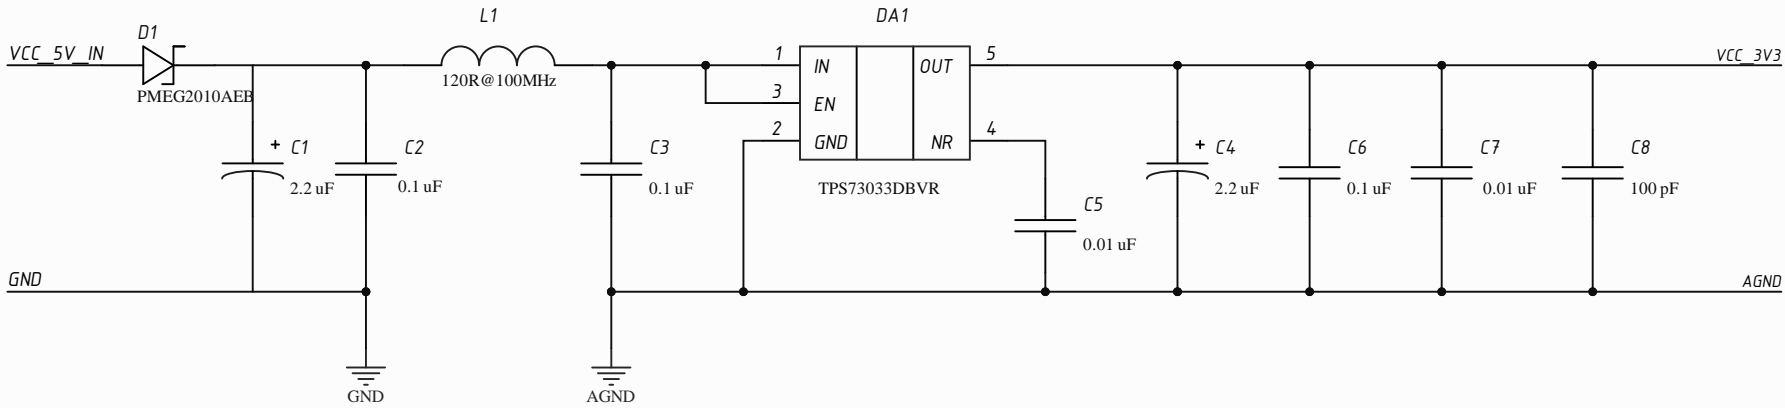 L1
DA1
D1
VCC_5V_IN
1
IN
OUT
5
VCC_3V3
PMEG2010AEB
120R@100MHz
3
EN
2
GND
NR
4
+ C1
C2
C3
+ C4
C6
C7
C8
2.2 uF
0.1 uF
0.1 uF
TPS73033DBVR
2.2 uF
0.1 uF
0.01 uF
100 pF
C5
0.01 uF
GND
AGND
GND
AGND